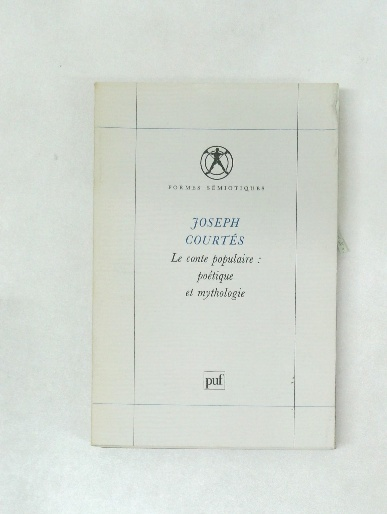 FORMES SÉMIOTIQUES
JOSEPH
COURTÉS
Le conte populaire :
poétique
et mythologie
puf